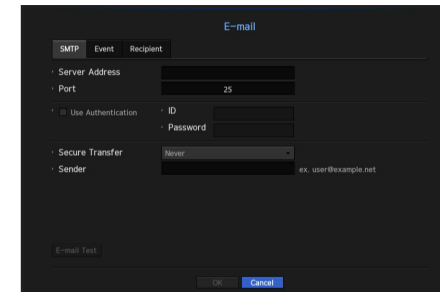 E-mail
SMTP Event Recipient
Server Address
Port 25
Use Authentication ID
Password
Secure Transfer Never
Sender ex. user@example.net
E-mail Test
OK Cancel